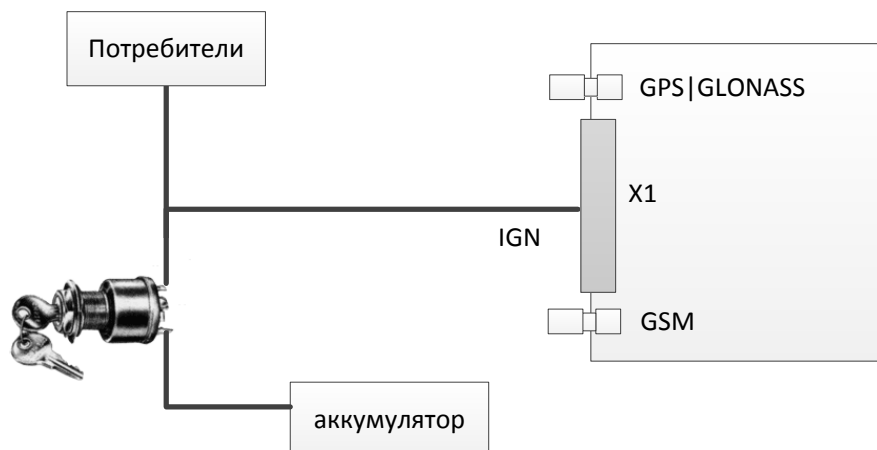 Потребители
GPS|GLONASS
X1
IGN
GSM
аккумулятор